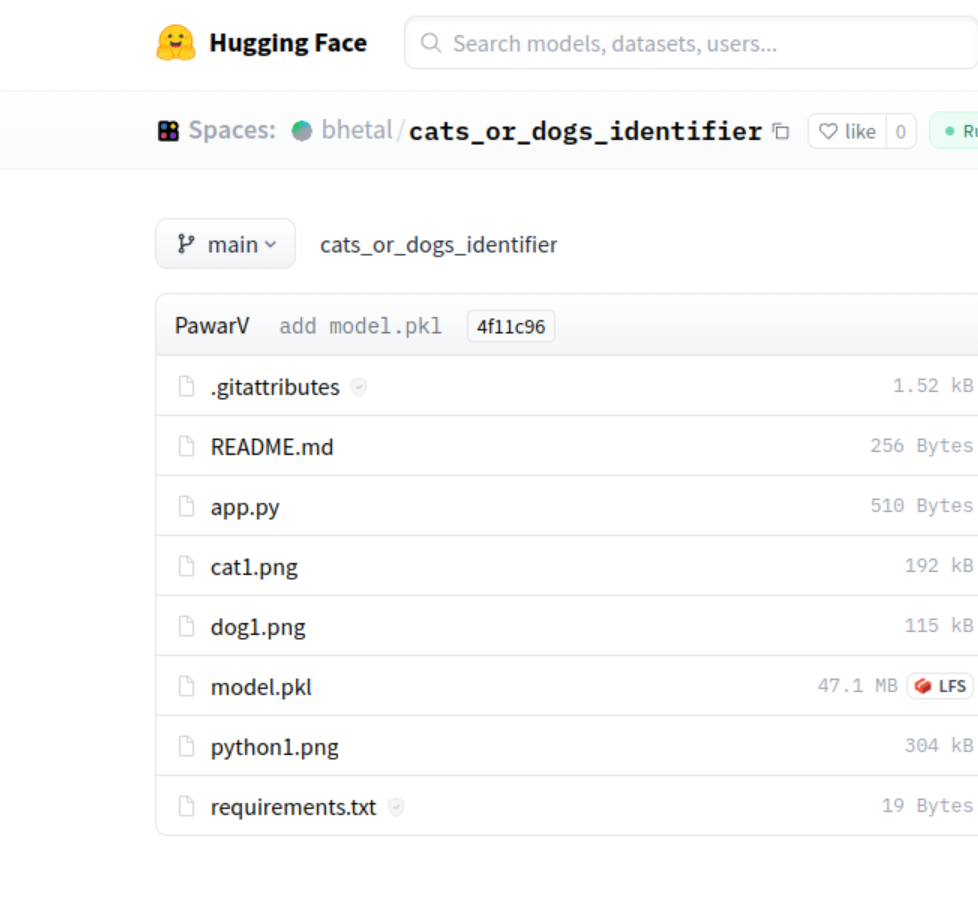 Hugging Face
Search models, datasets, users...
Spaces: bhetal/cats_or_dogs_identifier like 0
main cats_or_dogs_identifier
PawarV add model.pkl 4f11c96
.gitattributes 1.52 kB
README.md 256 Bytes
app.py 510 Bytes
cat1.png 192 kB
dog1.png 115 kB
model.pkl 47.1 MB LFS
python1.png 304 kB
requirements.txt 19 Bytes